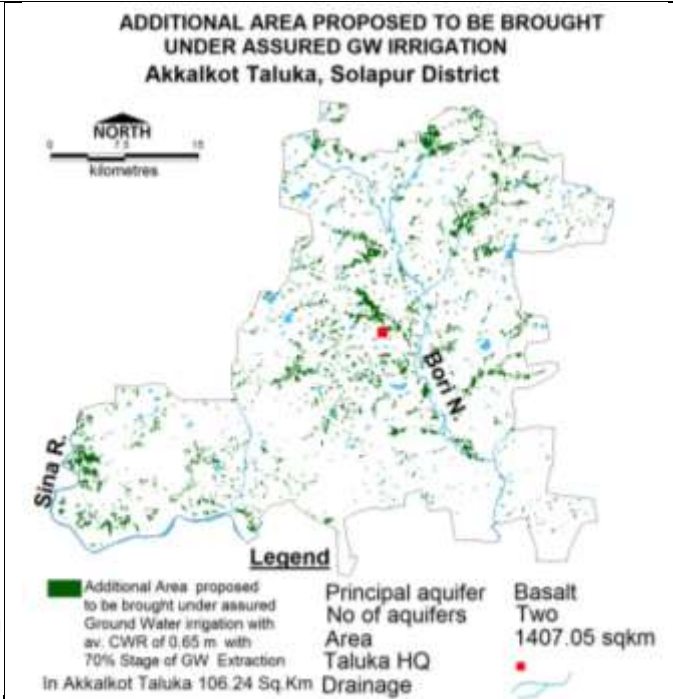 ADDITIONAL AREA PROPOSED TO BE BROUGHT
UNDER ASSURED GW IRRIGATION
Akkalkot Taluka, Solapur District
NORTH
0 7.5 15
kilometres
Bori N.
Sina R.
Legend
Additional Area proposed
to be brought under assured
Ground Water irrigation with
av. CWR of 0.65 m with
70% Stage of GW Extraction
In Akkalkot Taluka 106.24 Sq.Km
Principal aquifer Basalt
No of aquifers Two
Area 1407.05 sqkm
Taluka HQ
Drainage